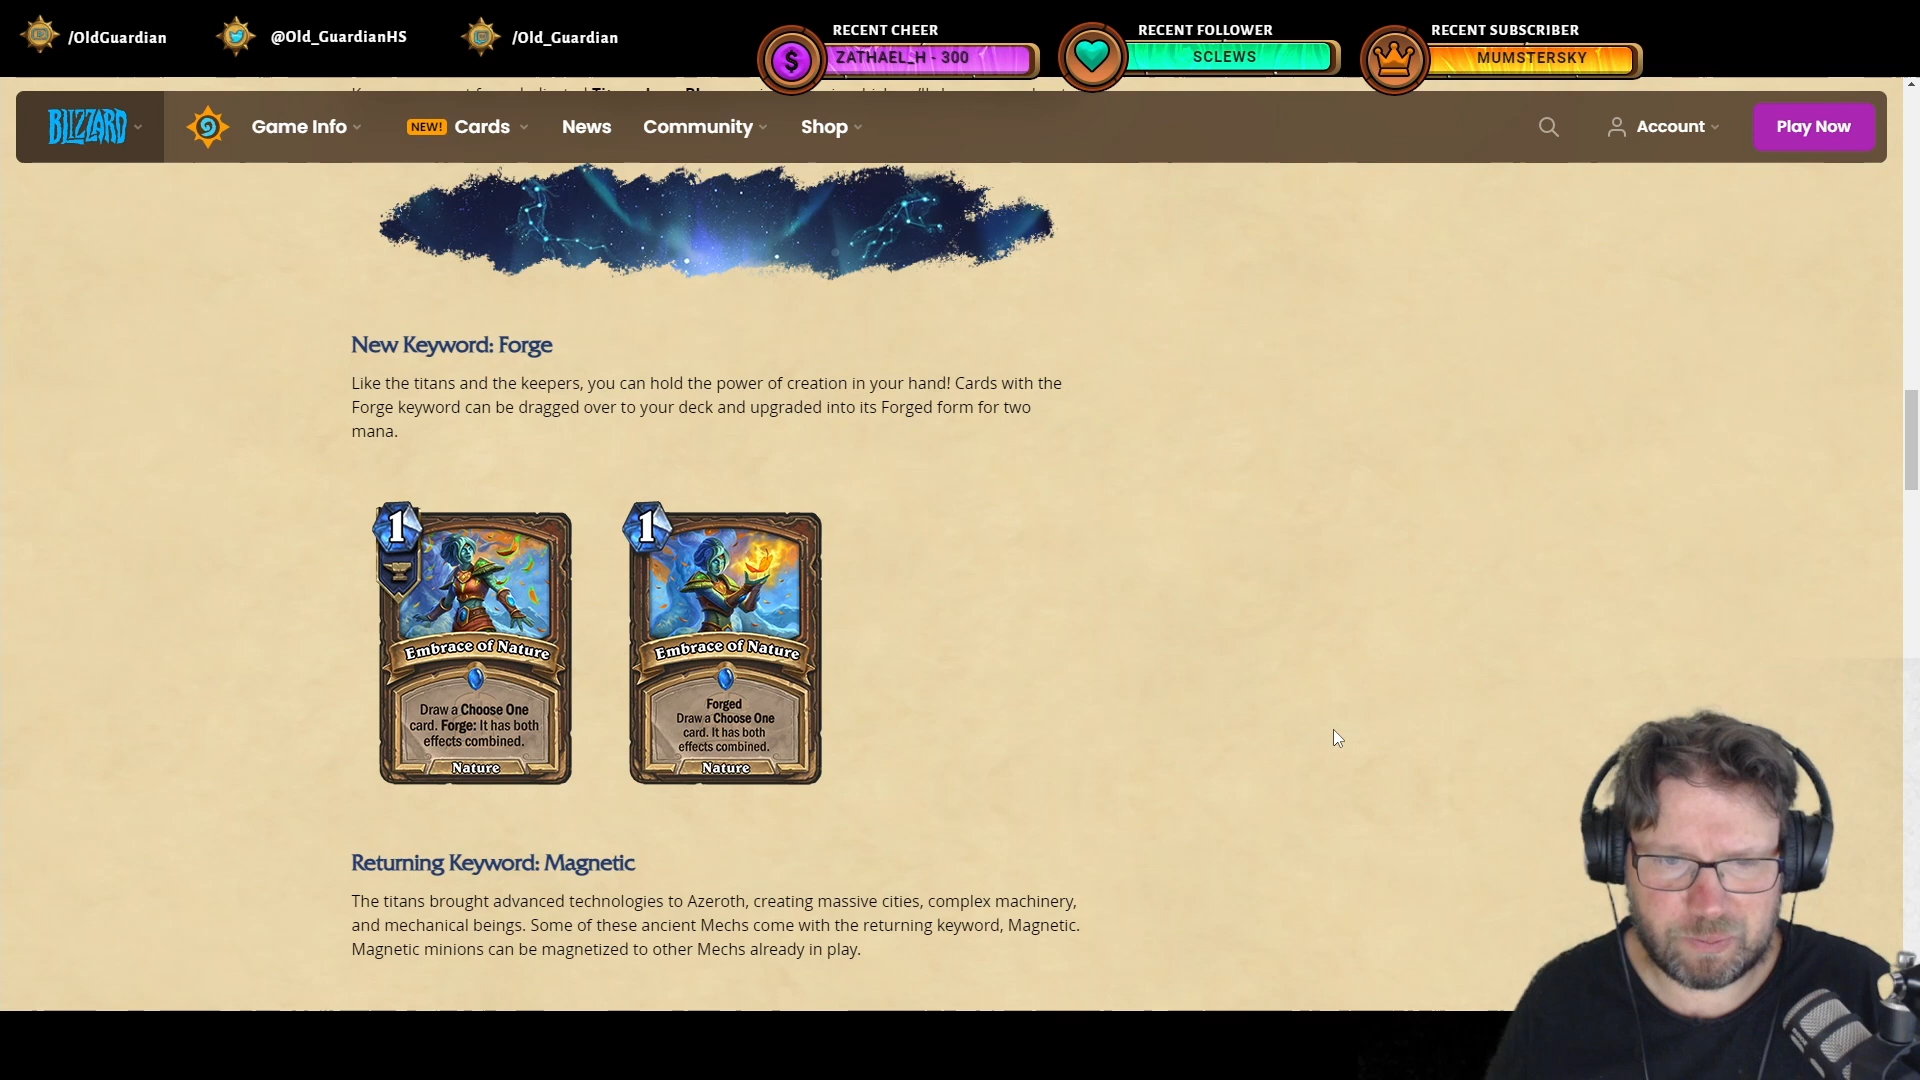 /OldGuardian
@Old_GuardianHS
/Old_Guardian
RECENT CHEER
ZATHAEL_H - 300
RECENT FOLLOWER
SCLEWS
RECENT SUBSCRIBER
MUMSTERSKY
BLIZZARD
Game Info
NEW! Cards
News
Community
Shop
Account
Play Now
New Keyword: Forge
Like the titans and the keepers, you can hold the power of creation in your hand! Cards with the
Forge keyword can be dragged over to your deck and upgraded into its Forged form for two
mana.
1
Embrace of Nature
Draw a Choose One
card. Forge: It has both
effects combined.
Nature
1
Embrace of Nature
Forged
Draw a Choose One
card. It has both
effects combined.
Nature
Returning Keyword: Magnetic
The titans brought advanced technologies to Azeroth, creating massive cities, complex machinery,
and mechanical beings. Some of these ancient Mechs come with the returning keyword, Magnetic.
Magnetic minions can be magnetized to other Mechs already in play.